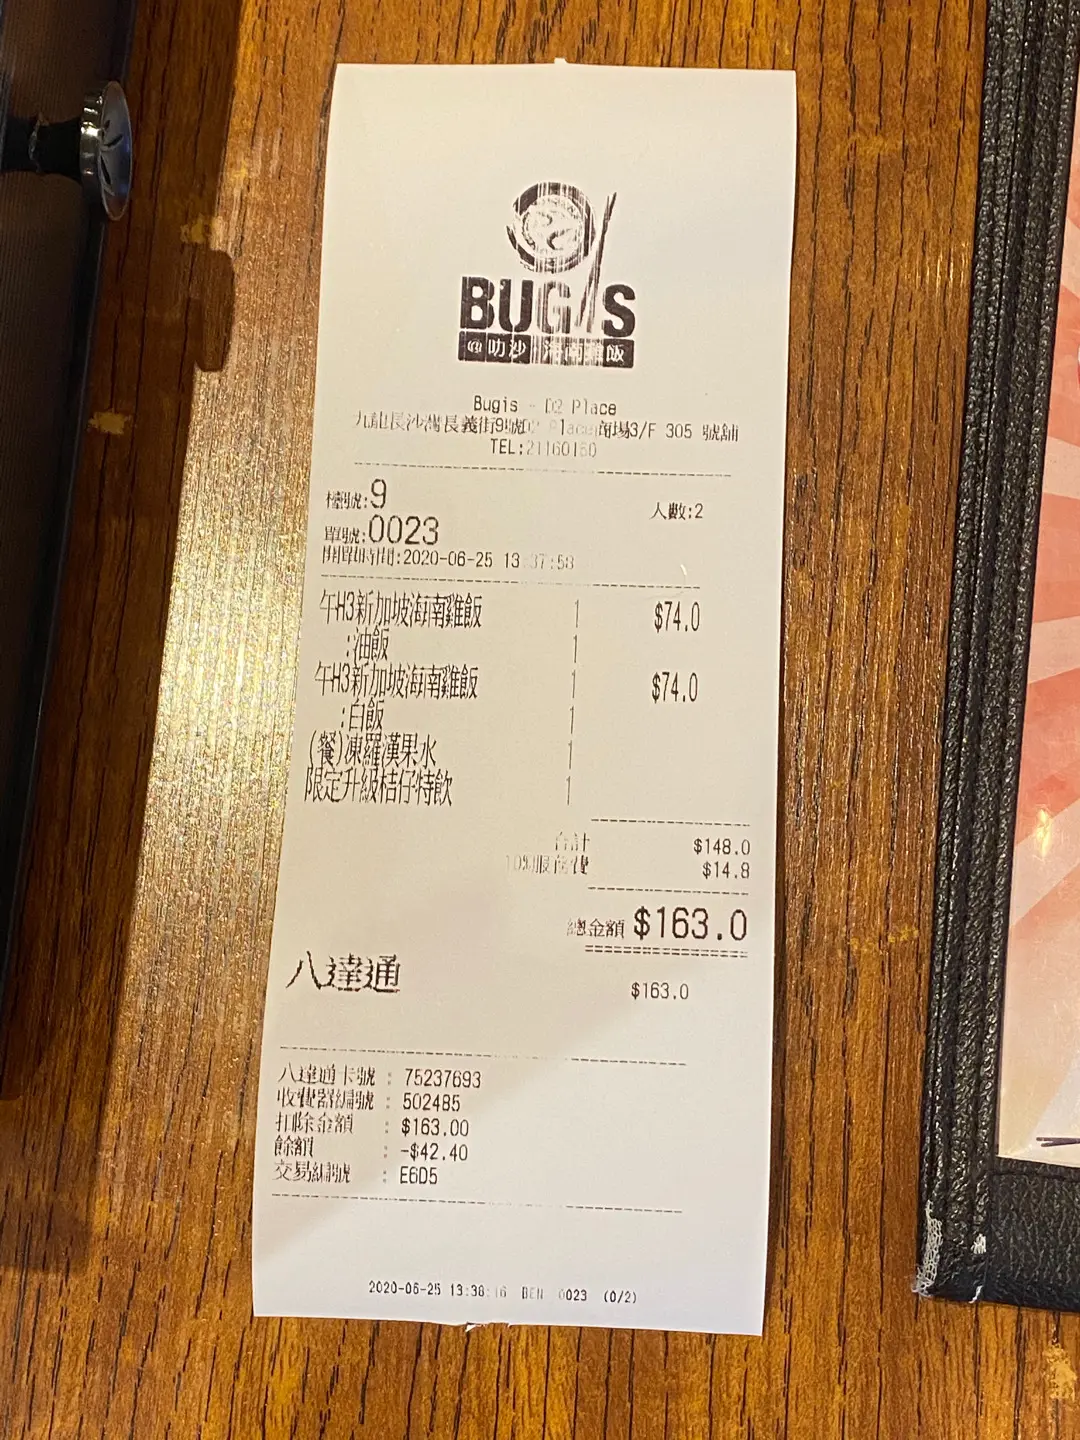 BUGIS
@叻沙 海南雞飯
Bugis - D2 Place
九龍長沙灣長義街9號D2 Place商場3/F 305 號舖
TEL:21160150
檯號:9 人數:2
單號:0023
開單時間:2020-06-25 13:37:58
午H3新加坡海南雞飯 1 $74.0
:油飯 1
午H3新加坡海南雞飯 1 $74.0
:白飯 1
(餐)凍羅漢果水 1
限定升級桔仔特飲 1
合計 $148.0
10%服務費 $14.8
總金額 $163.0
八達通 $163.0
八達通卡號 : 75237693
收費器編號 : 502485
扣除金額 : $163.00
餘額 : -$42.40
交易編號 : E6D5
2020-06-25 13:38:16 BEN 0023 (0/2)